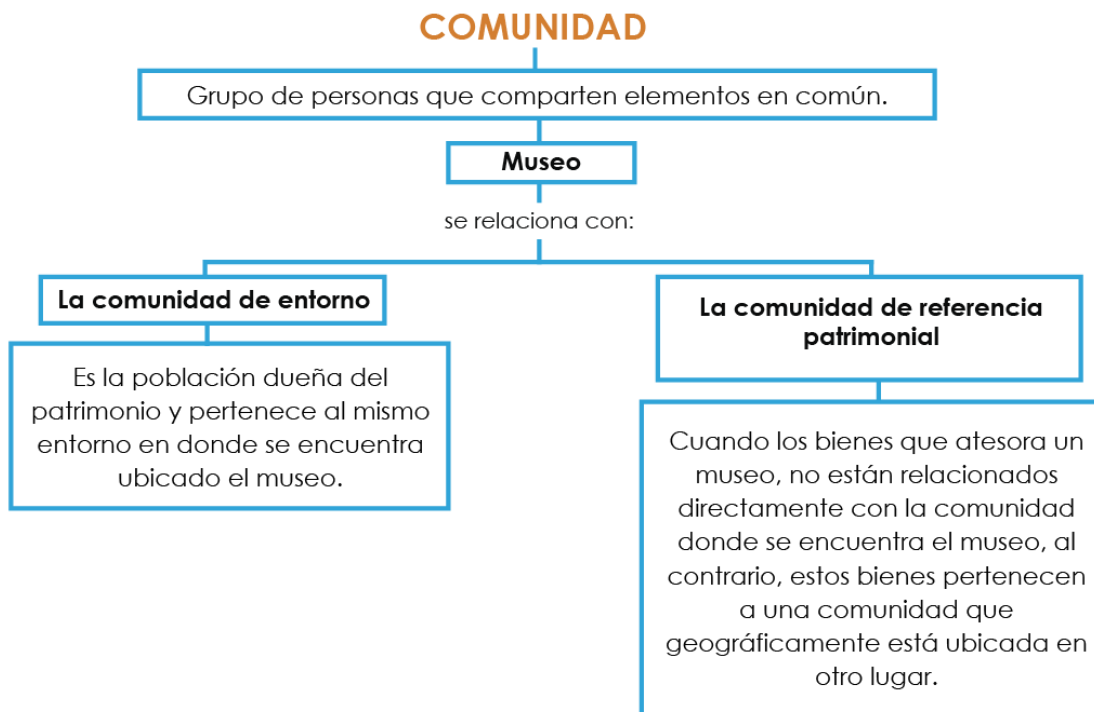 COMUNIDAD
Grupo de personas que comparten elementos en común.
Museo
se relaciona con:
La comunidad de entorno
Es la población dueña del
patrimonio y pertenece al mismo
entorno en donde se encuentra
ubicado el museo.
La comunidad de referencia
patrimonial
Cuando los bienes que atesora un
museo, no están relacionados
directamente con la comunidad
donde se encuentra el museo, al
contrario, estos bienes pertenecen
a una comunidad que
geográficamente está ubicada en
otro lugar.